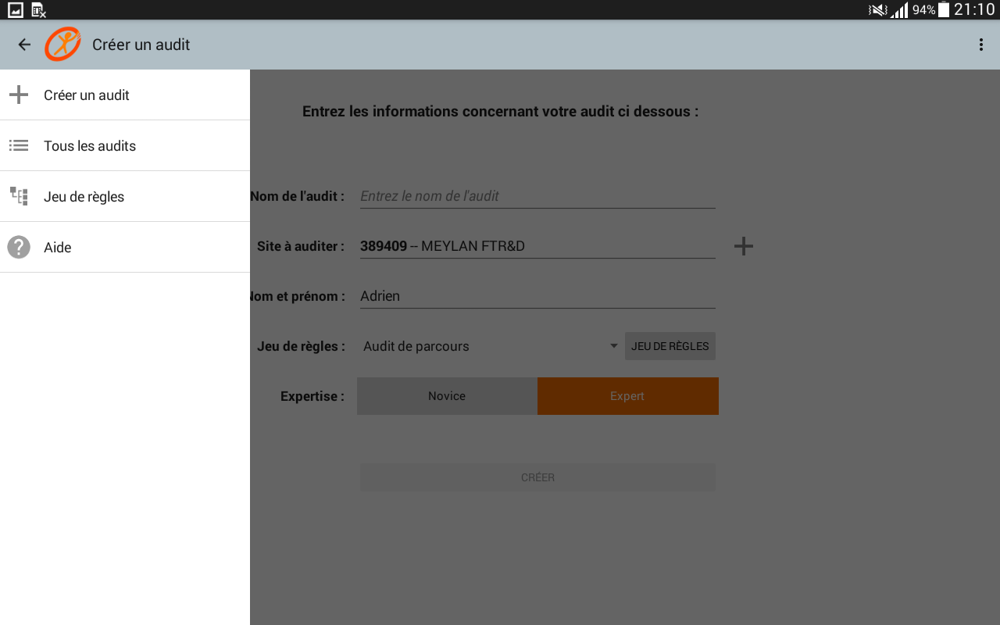 94% 21:10
Créer un audit
Créer un audit
Tous les audits
Jeu de règles
Aide
Entrez les informations concernant votre audit ci dessous :
Nom de l'audit : Entrez le nom de l'audit
Site à auditer : 389409 -- MEYLAN FTR&D
Nom et prénom : Adrien
Jeu de règles : Audit de parcours JEU DE RÈGLES
Expertise : Novice Expert
CRÉER